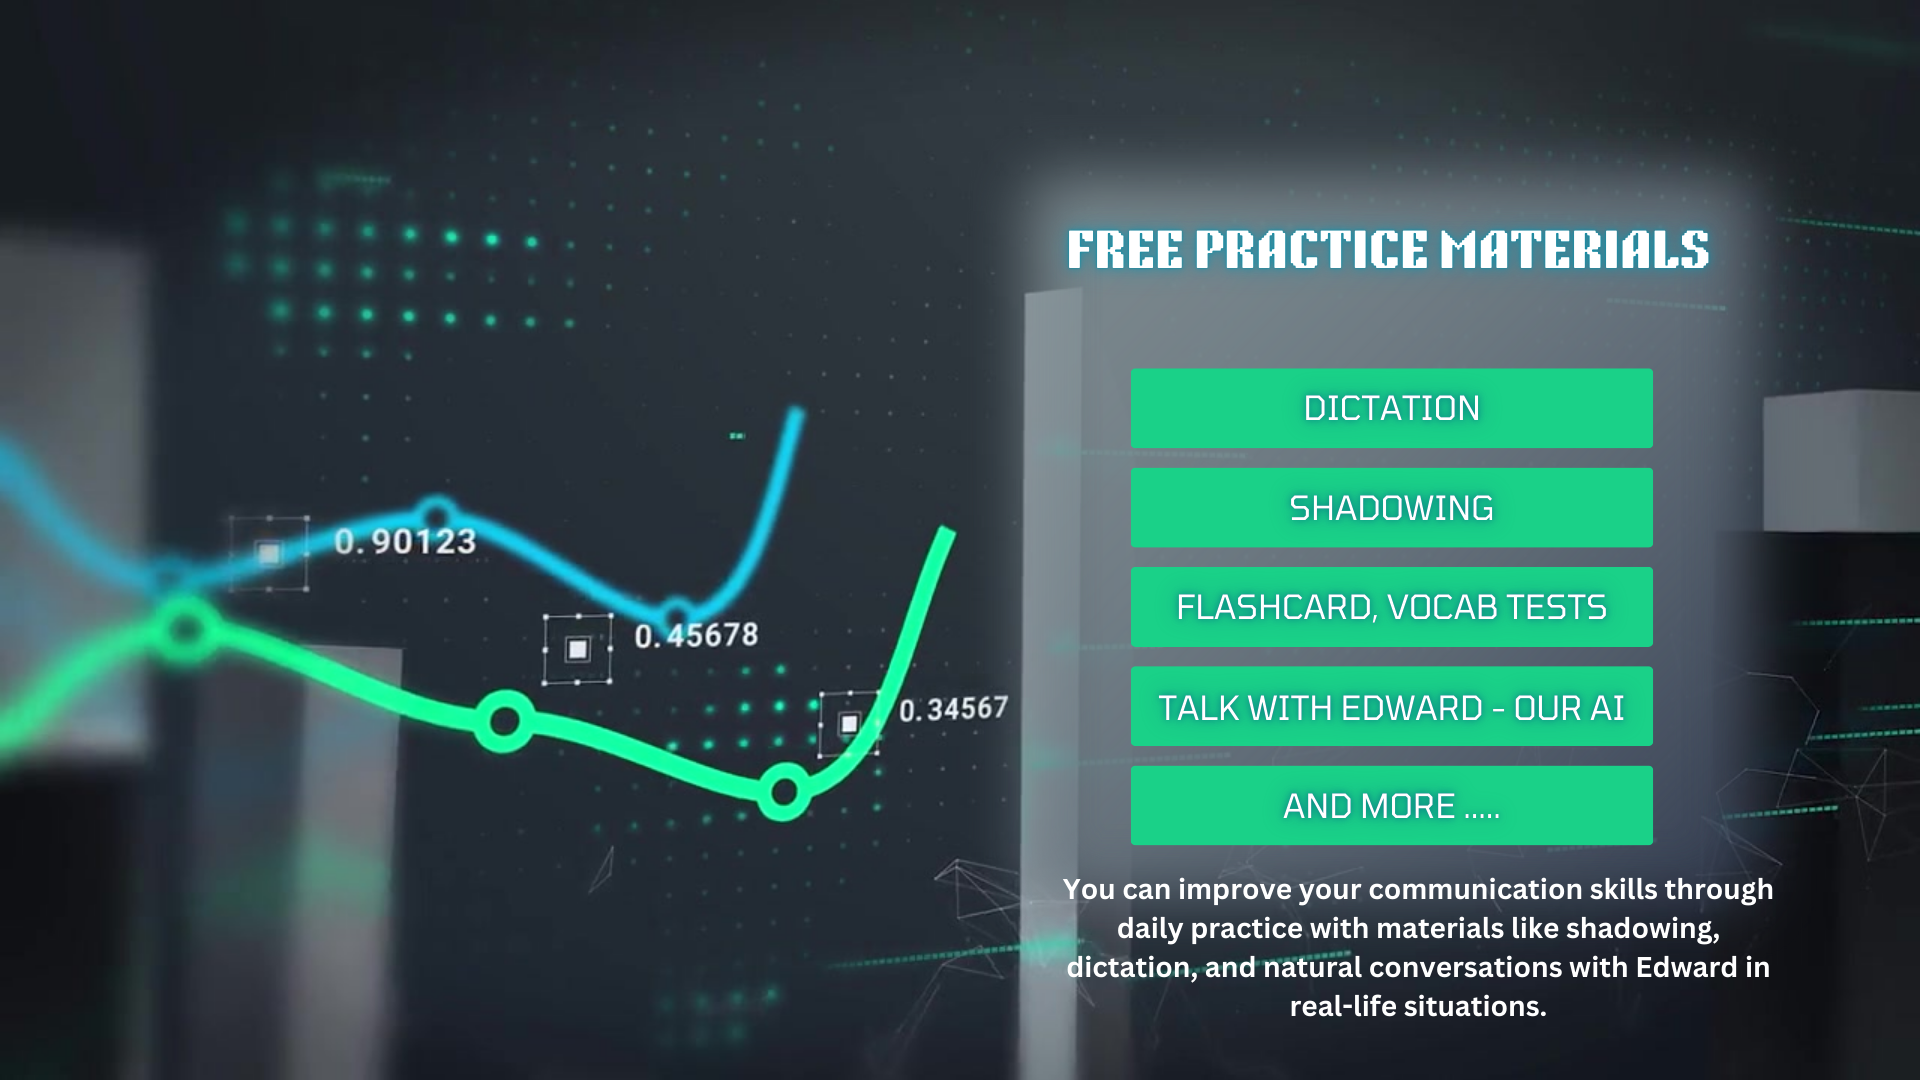 FREE PRACTICE MATERIALS
DICTATION
SHADOWING
FLASHCARD, VOCAB TESTS
TALK WITH EDWARD - OUR AI
AND MORE .....
You can improve your communication skills through
daily practice with materials like shadowing,
dictation, and natural conversations with Edward in
real-life situations.
0.90123
0.45678
0.34567